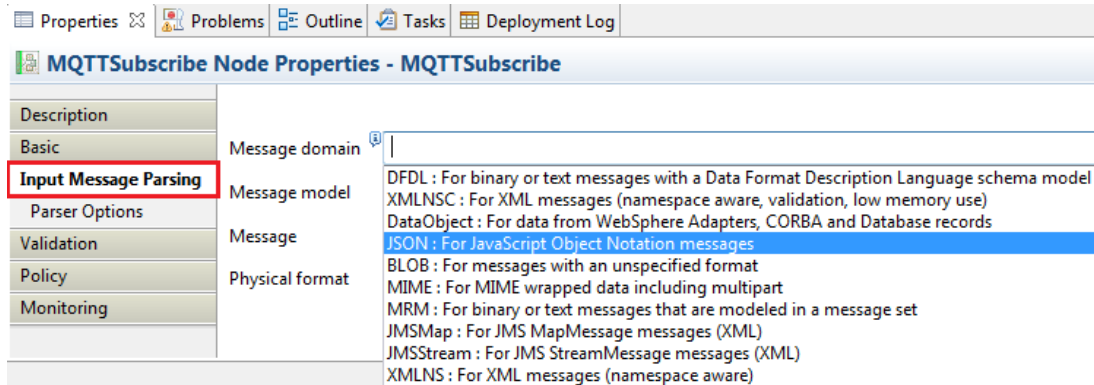 Properties Problems Outline Tasks Deployment Log
MQTTSubscribe Node Properties - MQTTSubscribe
Description
Basic
Input Message Parsing
Parser Options
Validation
Policy
Monitoring
Message domain
Message model
Message
Physical format
DFDL : For binary or text messages with a Data Format Description Language schema model
XMLNSC : For XML messages (namespace aware, validation, low memory use)
DataObject : For data from WebSphere Adapters, CORBA and Database records
JSON : For JavaScript Object Notation messages
BLOB : For messages with an unspecified format
MIME : For MIME wrapped data including multipart
MRM : For binary or text messages that are modeled in a message set
JMSMap : For JMS MapMessage messages (XML)
JMSStream : For JMS StreamMessage messages (XML)
XMLNS : For XML messages (namespace aware)